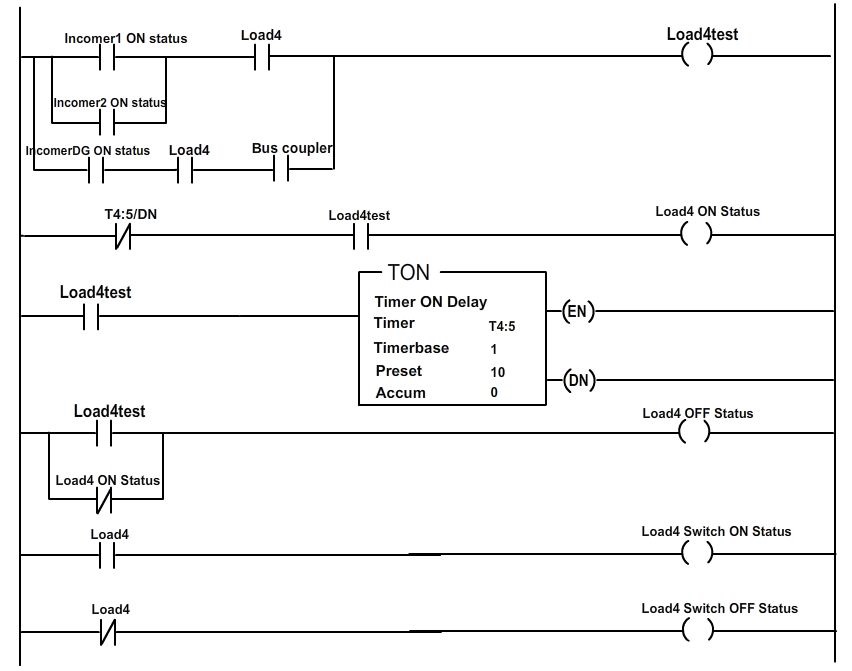 Incomer1 ON status
Load4
Load4test
Incomer2 ON status
IncomerDG ON status
Load4
Bus coupler
T4:5/DN
Load4test
Load4 ON Status
Load4test
TON
Timer ON Delay
Timer T4:5
Timerbase 1
Preset 10
Accum 0
EN
DN
Load4test
Load4 OFF Status
Load4 ON Status
Load4
Load4 Switch ON Status
Load4
Load4 Switch OFF Status